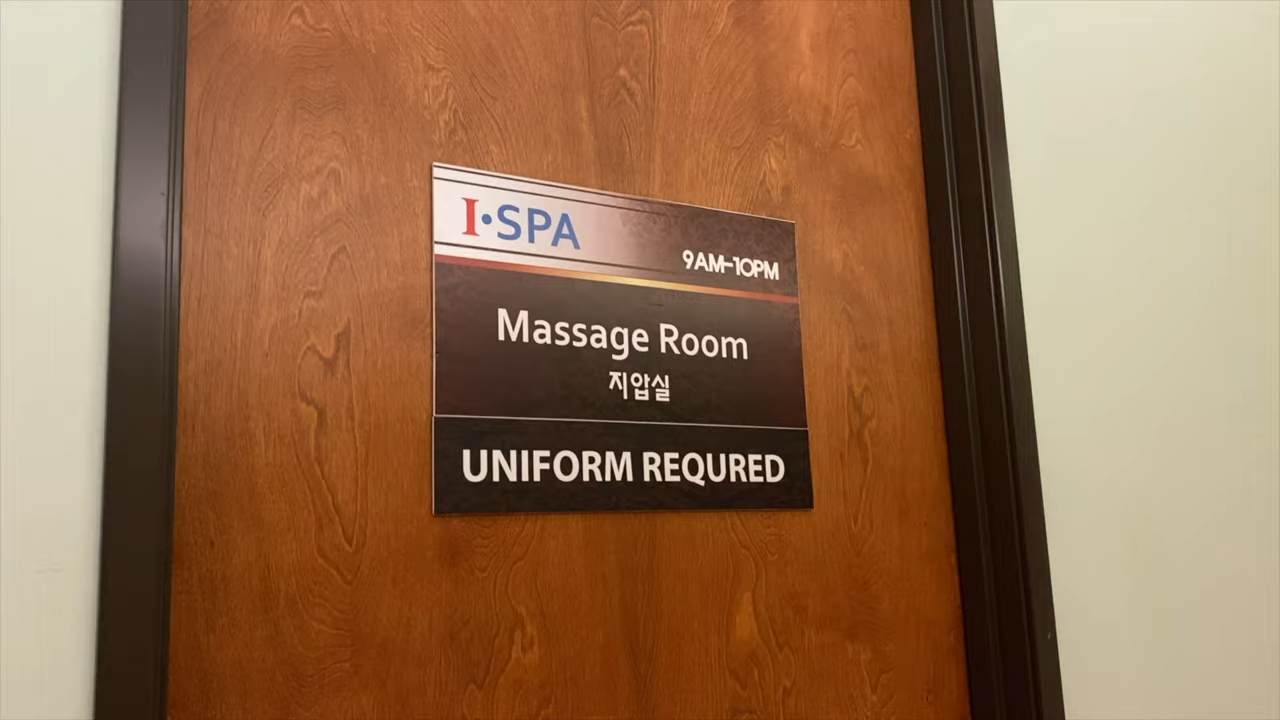 I·SPA
9AM-10PM
Massage Room
지압실
UNIFORM REQURED